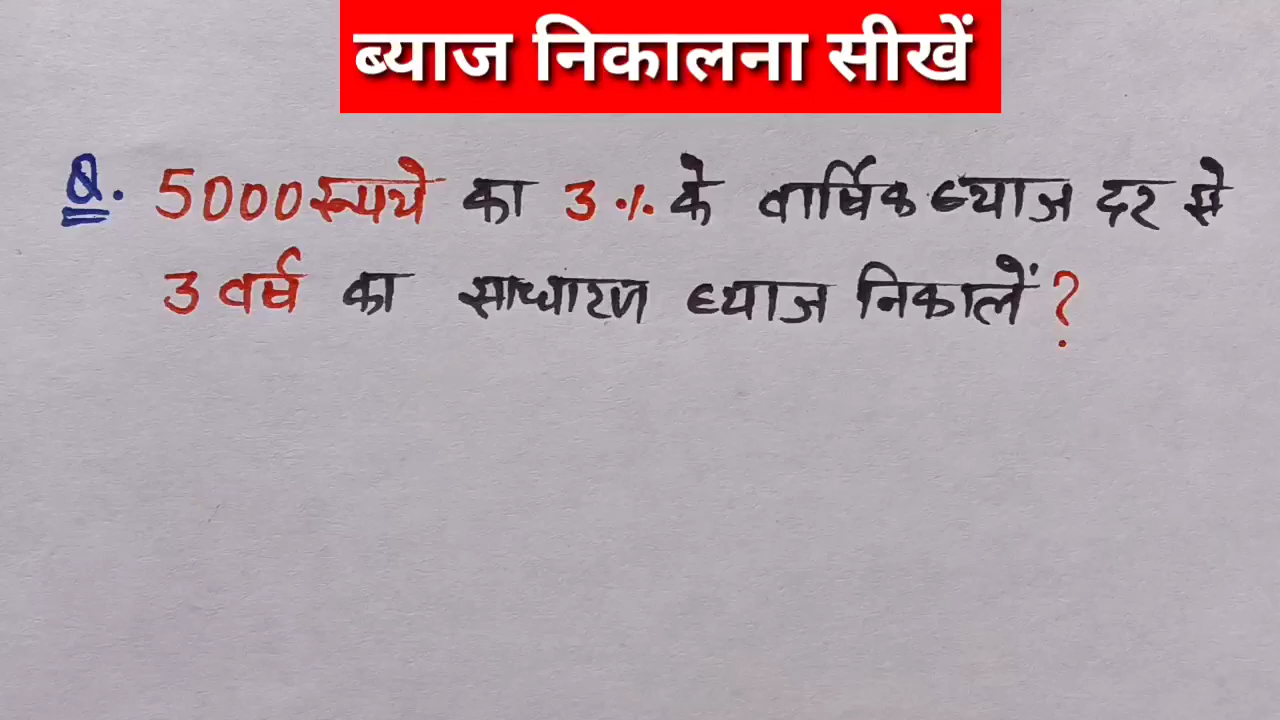 ब्याज निकालना सीखें
Q. 5000 रूपये का 3 % के वार्षिक ब्याज दर से
3 वर्ष का साधारण ब्याज निकालें ?